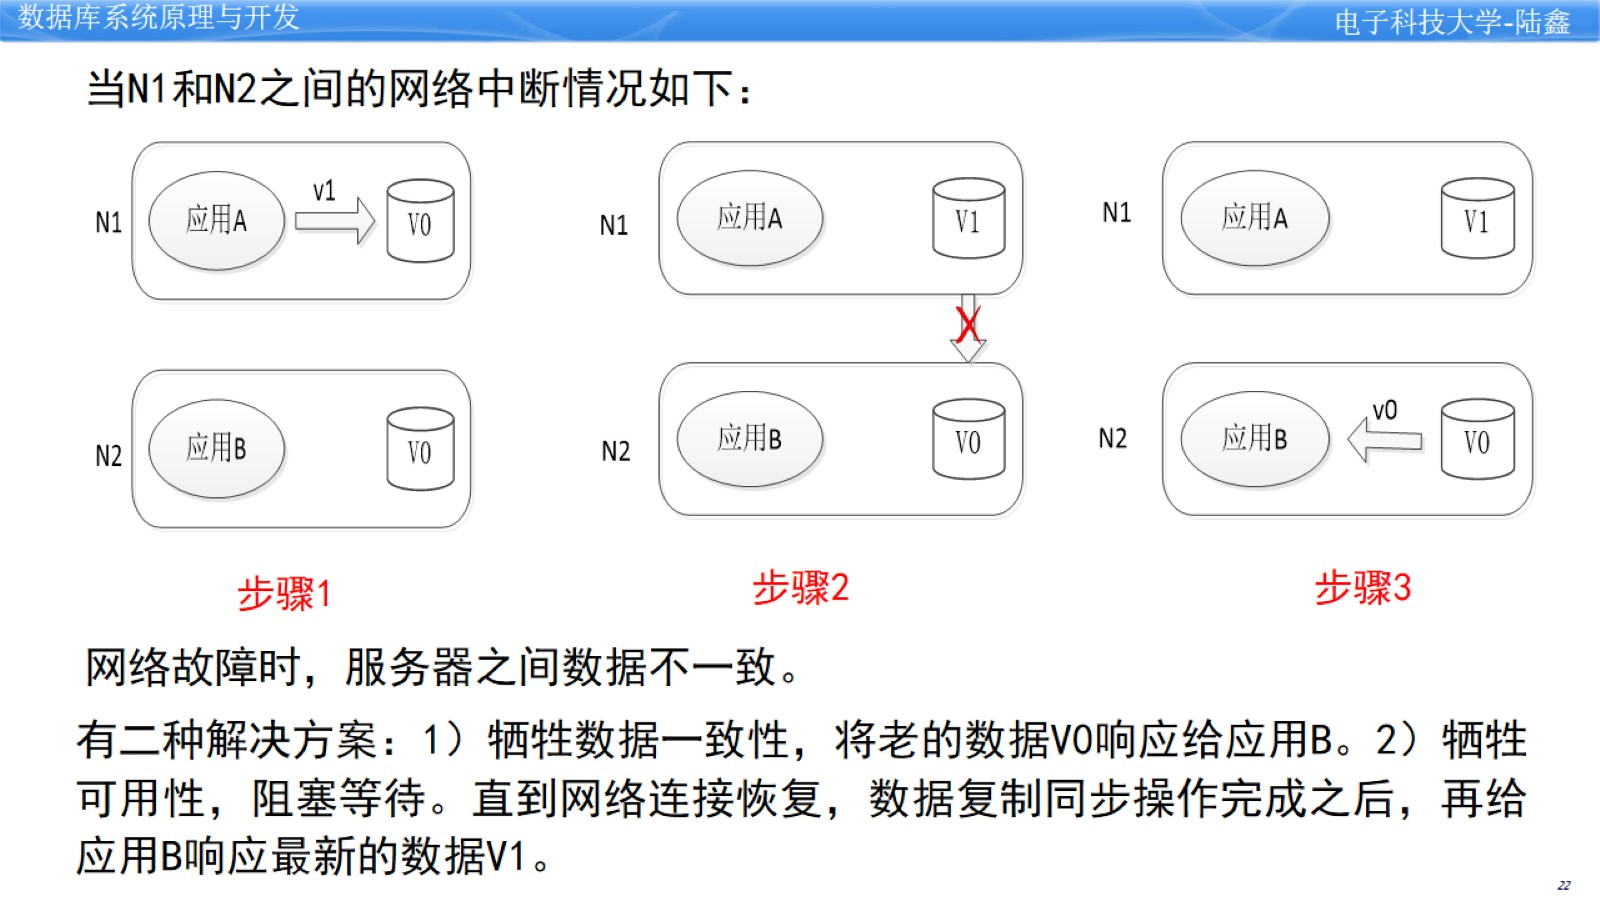 数据库系统原理与开发
电子科技大学-陆鑫
当N1和N2之间的网络中断情况如下：
N1
应用A
v1
V0
N2
应用B
V0
步骤1
N1
应用A
V1
X
N2
应用B
V0
步骤2
N1
应用A
V1
N2
应用B
v0
V0
步骤3
网络故障时，服务器之间数据不一致。
有二种解决方案：1）牺牲数据一致性，将老的数据V0响应给应用B。2）牺牲
可用性，阻塞等待。直到网络连接恢复，数据复制同步操作完成之后，再给
应用B响应最新的数据V1。
22